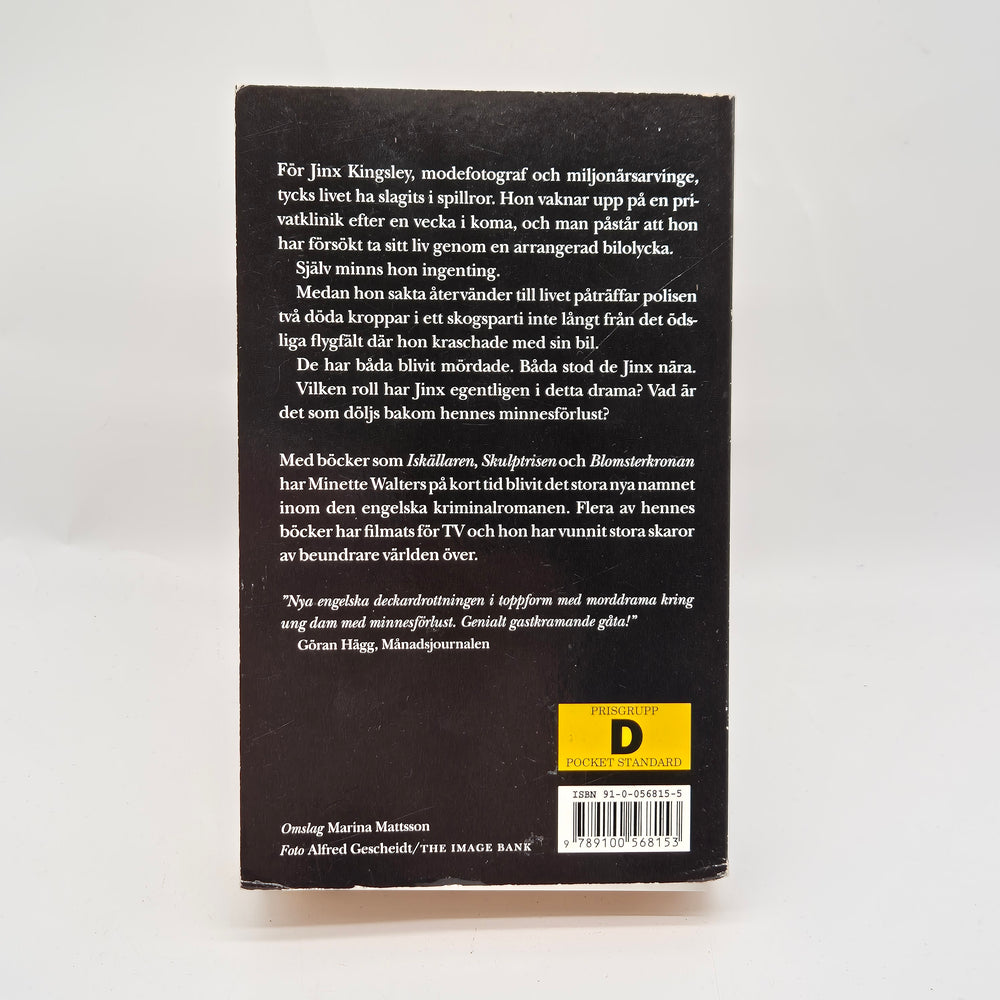 För Jinx Kingsley, modefotograf och miljonärsarvinge,
tycks livet ha slagits i spillror. Hon vaknar upp på en pri-
vatklinik efter en vecka i koma, och man påstår att hon
har försökt ta sitt liv genom en arrangerad bilolycka.
Själv minns hon ingenting.
Medan hon sakta återvänder till livet påträffar polisen
två döda kroppar i ett skogsparti inte långt från det öds-
liga flygfält där hon kraschade med sin bil.
De har båda blivit mördade. Båda stod de Jinx nära.
Vilken roll har Jinx egentligen i detta drama? Vad är
det som döljs bakom hennes minnesförlust?
Med böcker som Iskällaren, Skulptrisen och Blomsterkronan
har Minette Walters på kort tid blivit det stora nya namnet
inom den engelska kriminalromanen. Flera av hennes
böcker har filmats för TV och hon har vunnit stora skaror
av beundrare världen över.
"Nya engelska deckardrottningen i toppform med morddrama kring
ung dam med minnesförlust. Genialt gastkramande gåta!"
Göran Hägg, Månadsjournalen
PRISGRUPP
D
POCKET STANDARD
ISBN 91-0-056815-5
9 789100 568153
Omslag Marina Mattsson
Foto Alfred Gescheidt/THE IMAGE BANK